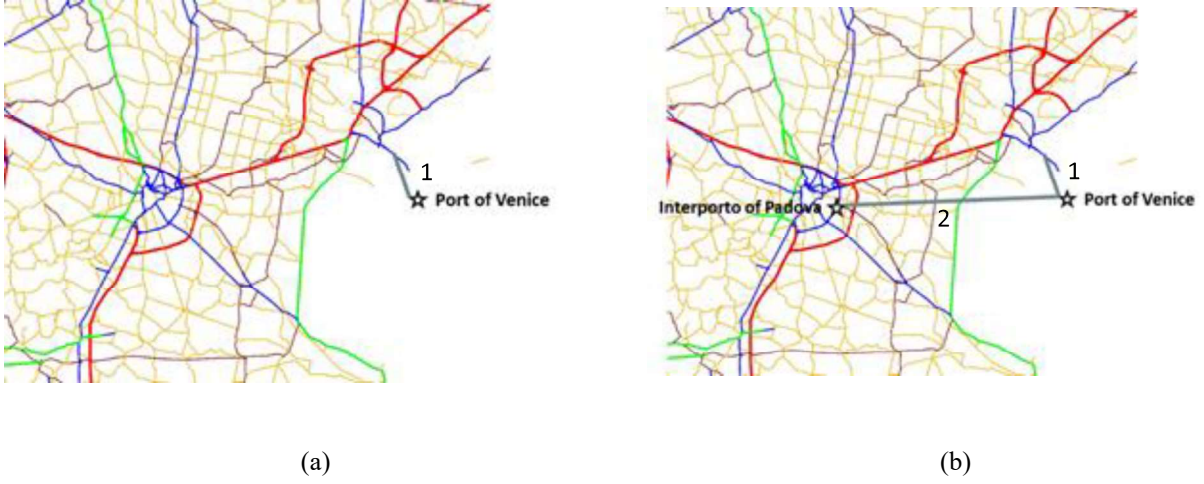 1
Port of Venice
1
Interporto of Padova
Port of Venice
2
(a)
(b)